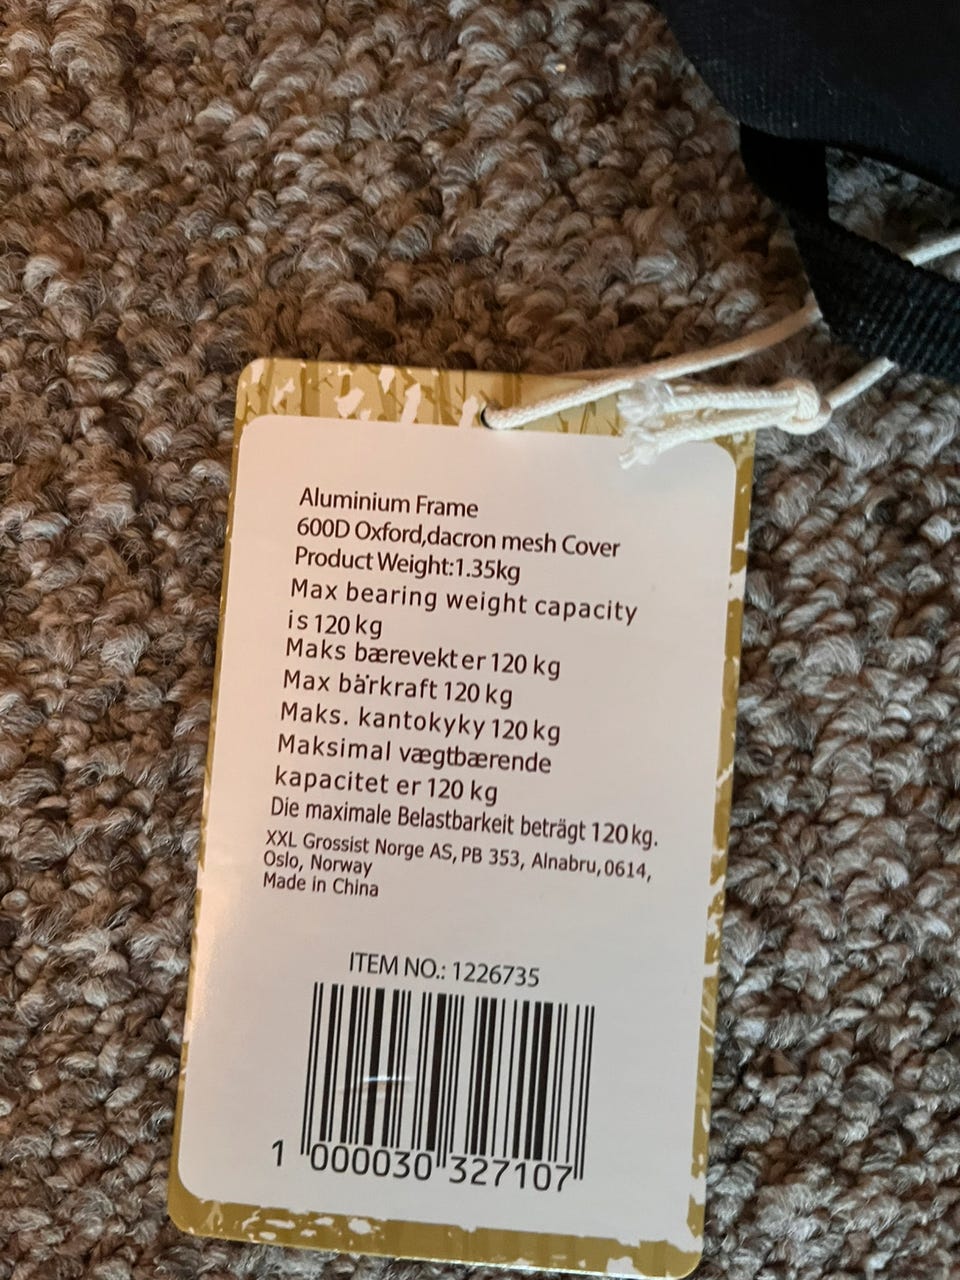 Aluminium Frame
600D Oxford,dacron mesh Cover
Product Weight:1.35kg
Max bearing weight capacity
is 120 kg
Maks bærevekt er 120 kg
Max bärkraft 120 kg
Maks. kantokyky 120 kg
Maksimal vægtbærende
kapacitet er 120 kg
Die maximale Belastbarkeit beträgt 120 kg.
XXL Grossist Norge AS, PB 353, Alnabru, 0614,
Oslo, Norway
Made in China
ITEM NO.: 1226735
1 000030 327107